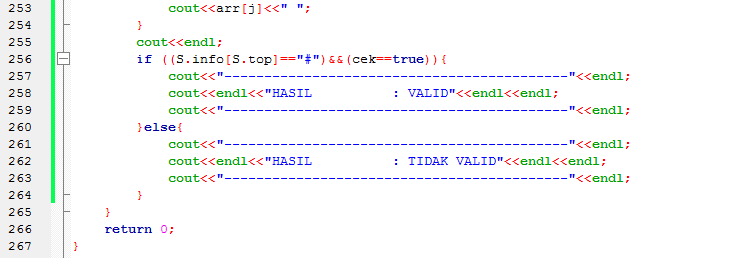 253 cout<<arr[j]<<" ";
254 }
255 cout<<endl;
256 if ((S.info[S.top]=="#")&&(cek==true)){
257 cout<<"-------------------------------------------"<<endl;
258 cout<<endl<<"HASIL          : VALID"<<endl<<endl;
259 cout<<"-------------------------------------------"<<endl;
260 }else{
261 cout<<"-------------------------------------------"<<endl;
262 cout<<endl<<"HASIL          : TIDAK VALID"<<endl<<endl;
263 cout<<"-------------------------------------------"<<endl;
264 }
265 }
266 return 0;
267 }